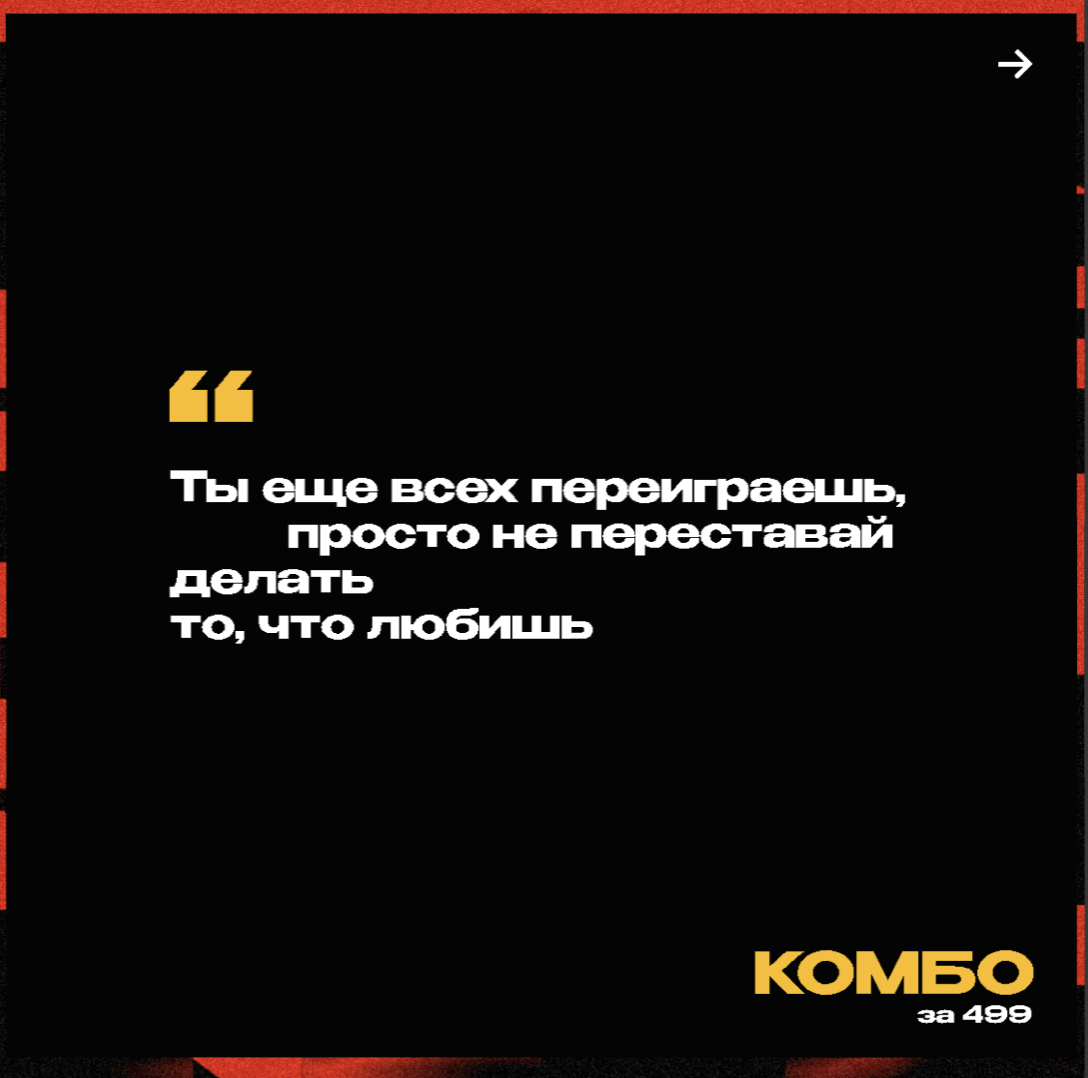 “
Ты еще всех переиграешь,
просто не переставай
делать
то, что любишь
КОМБО
за 499